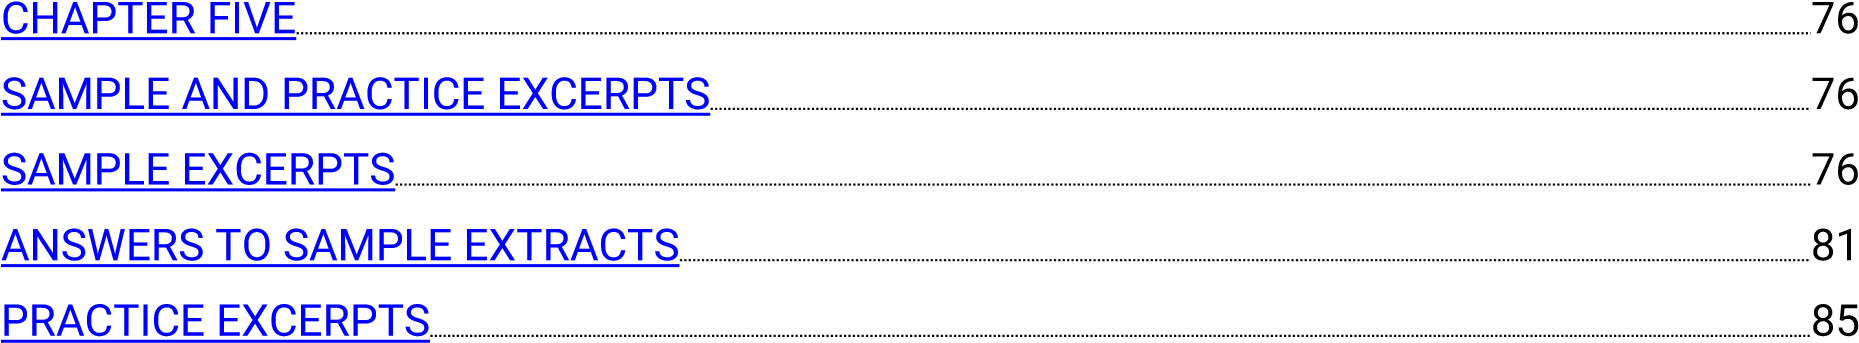 CHAPTER FIVE 76
SAMPLE AND PRACTICE EXCERPTS 76
SAMPLE EXCERPTS 76
ANSWERS TO SAMPLE EXTRACTS 81
PRACTICE EXCERPTS 85